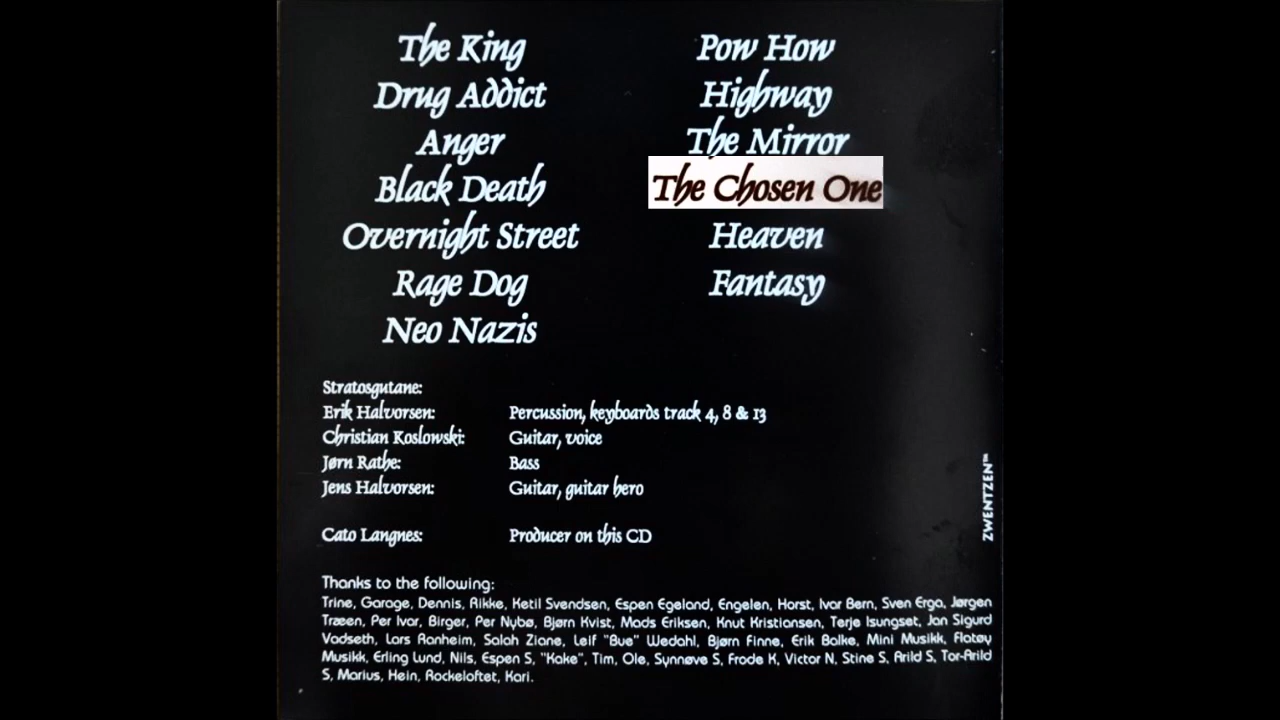 The King
Drug Addict
Anger
Black Death
Overnight Street
Rage Dog
Neo Nazis
Pow How
Highway
The Mirror
The Chosen One
Heaven
Fantasy
Stratosgutane:
Erik Halvorsen: Percussion, keyboards track 4, 8 & 13
Christian Koslowski: Guitar, voice
Jørn Rathe: Bass
Jens Halvorsen: Guitar, guitar hero
Cato Langnes: Producer on this CD
Thanks to the following:
Trine, Garage, Dennis, Rikke, Ketil Svendsen, Espen Egeland, Engelen, Horst, Ivar Bern, Sven Erga, Jørgen
Træen, Per Ivar, Birger, Per Nybø, Bjørn Kvist, Mads Eriksen, Knut Kristiansen, Terje Isungset, Jan Sigurd
Vadseth, Lars Ranheim, Salah Ziane, Leif "Bue" Wedahl, Bjørn Finne, Erik Balke, Mini Musikk, Fløtøy
Musikk, Erling Lund, Nils, Espen S, "Kake", Tim, Ole, Synnøve S, Frode K, Victor N, Stine S, Arild S, Tor-Arild
S, Marius, Hein, Rockeloftet, Kari.
ZWENTZEN™